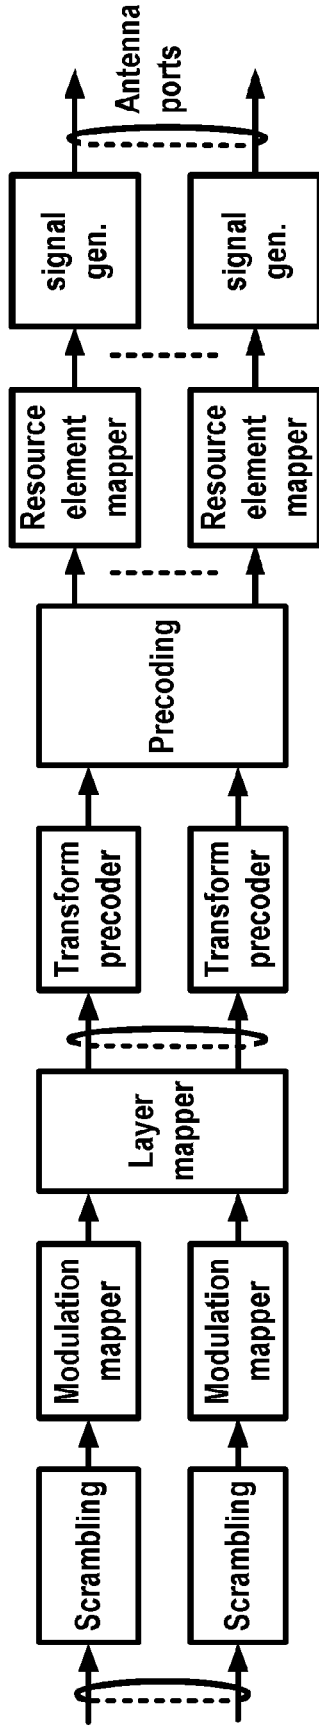 Scrambling
Scrambling
Modulation
mapper
Modulation
mapper
Layer
mapper
Transform
precoder
Transform
precoder
Precoding
Resource
element
mapper
Resource
element
mapper
signal
gen.
signal
gen.
Antenna
ports